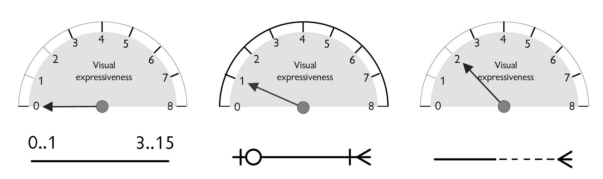 0 1 2 3 4 5 6 7 8
Visual
expressiveness
0..1 3..15
0 1 2 3 4 5 6 7 8
Visual
expressiveness
0 1 2 3 4 5 6 7 8
Visual
expressiveness